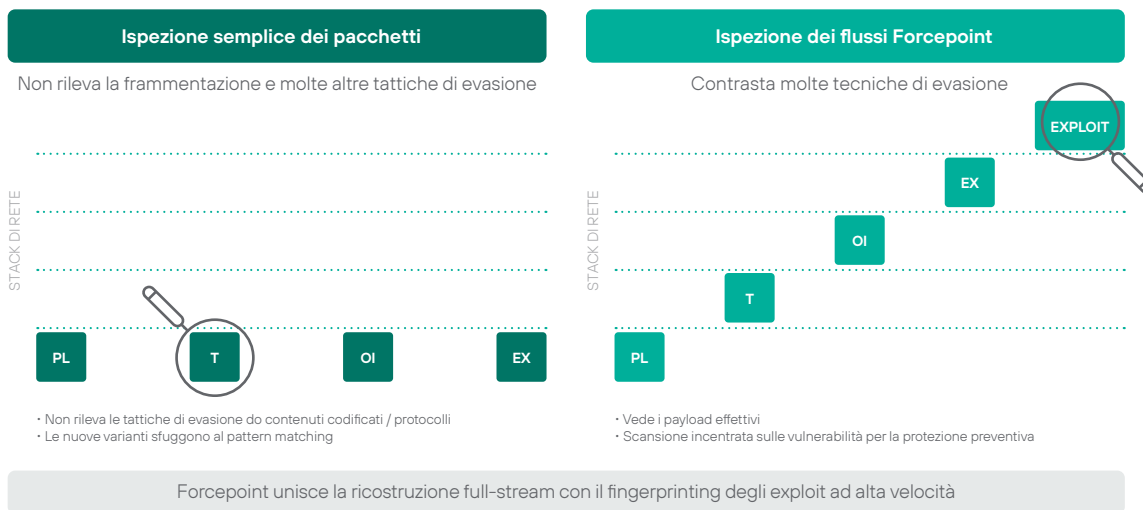 Ispezione semplice dei pacchetti
Non rileva la frammentazione e molte altre tattiche di evasione
STACK DI RETE
PL
T
OI
EX
• Non rileva le tattiche di evasione do contenuti codificati / protocolli
• Le nuove varianti sfuggono al pattern matching
Ispezione dei flussi Forcepoint
Contrasta molte tecniche di evasione
EXPLOIT
EX
OI
T
PL
STACK DI RETE
• Vede i payload effettivi
• Scansione incentrata sulle vulnerabilità per la protezione preventiva
Forcepoint unisce la ricostruzione full-stream con il fingerprinting degli exploit ad alta velocità